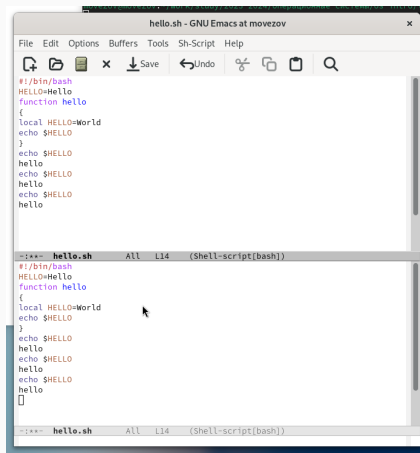 hello.sh - GNU Emacs at movezov
File Edit Options Buffers Tools Sh-Script Help
Save Undo
#!/bin/bash
HELLO=Hello
function hello
{
local HELLO=World
echo $HELLO
}
echo $HELLO
hello
echo $HELLO
hello
echo $HELLO
hello
-:**- hello.sh All L14 (Shell-script[bash])
#!/bin/bash
HELLO=Hello
function hello
{
local HELLO=World
echo $HELLO
}
echo $HELLO
hello
echo $HELLO
hello
echo $HELLO
hello
-:**- hello.sh All L14 (Shell-script[bash])